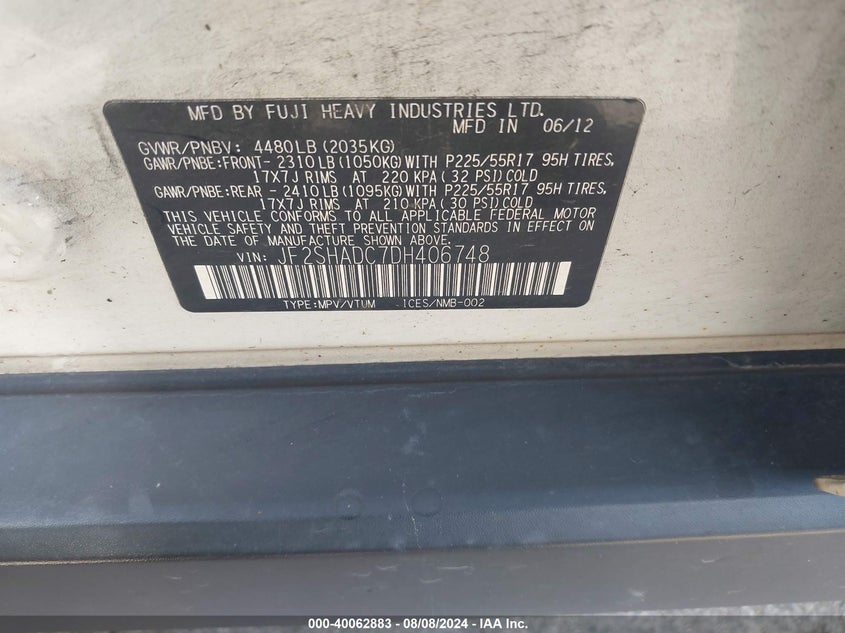 MFD BY FUJI HEAVY INDUSTRIES LTD.
MFD IN 06/12
GVWR/PNBV: 4480LB(2035KG)
GAWR/PNBE:FRONT-2310LB(1050KG)WITH P225/55R17 95H TIRES,
17X7J RIMS AT 220 KPA( 32 PSI)COLD
GAWR/PNBE:REAR -2410LB(1095KG)WITH P225/55R17 95H TIRES,
17X7J RIMS AT 210 KPA( 30 PSI)COLD
THIS VEHICLE CONFORMS TO ALL APPLICABLE FEDERAL MOTOR
VEHICLE SAFETY AND THEFT PREVENTION STANDARDS IN EFFECT ON
THE DATE OF MANUFACTURE SHOWN ABOVE.
VIN: JF2SHADC7DH406748
TYPE:MPV/VTUM ICES/NMB-002
000-40062883 - 08/08/2024 - IAA Inc.